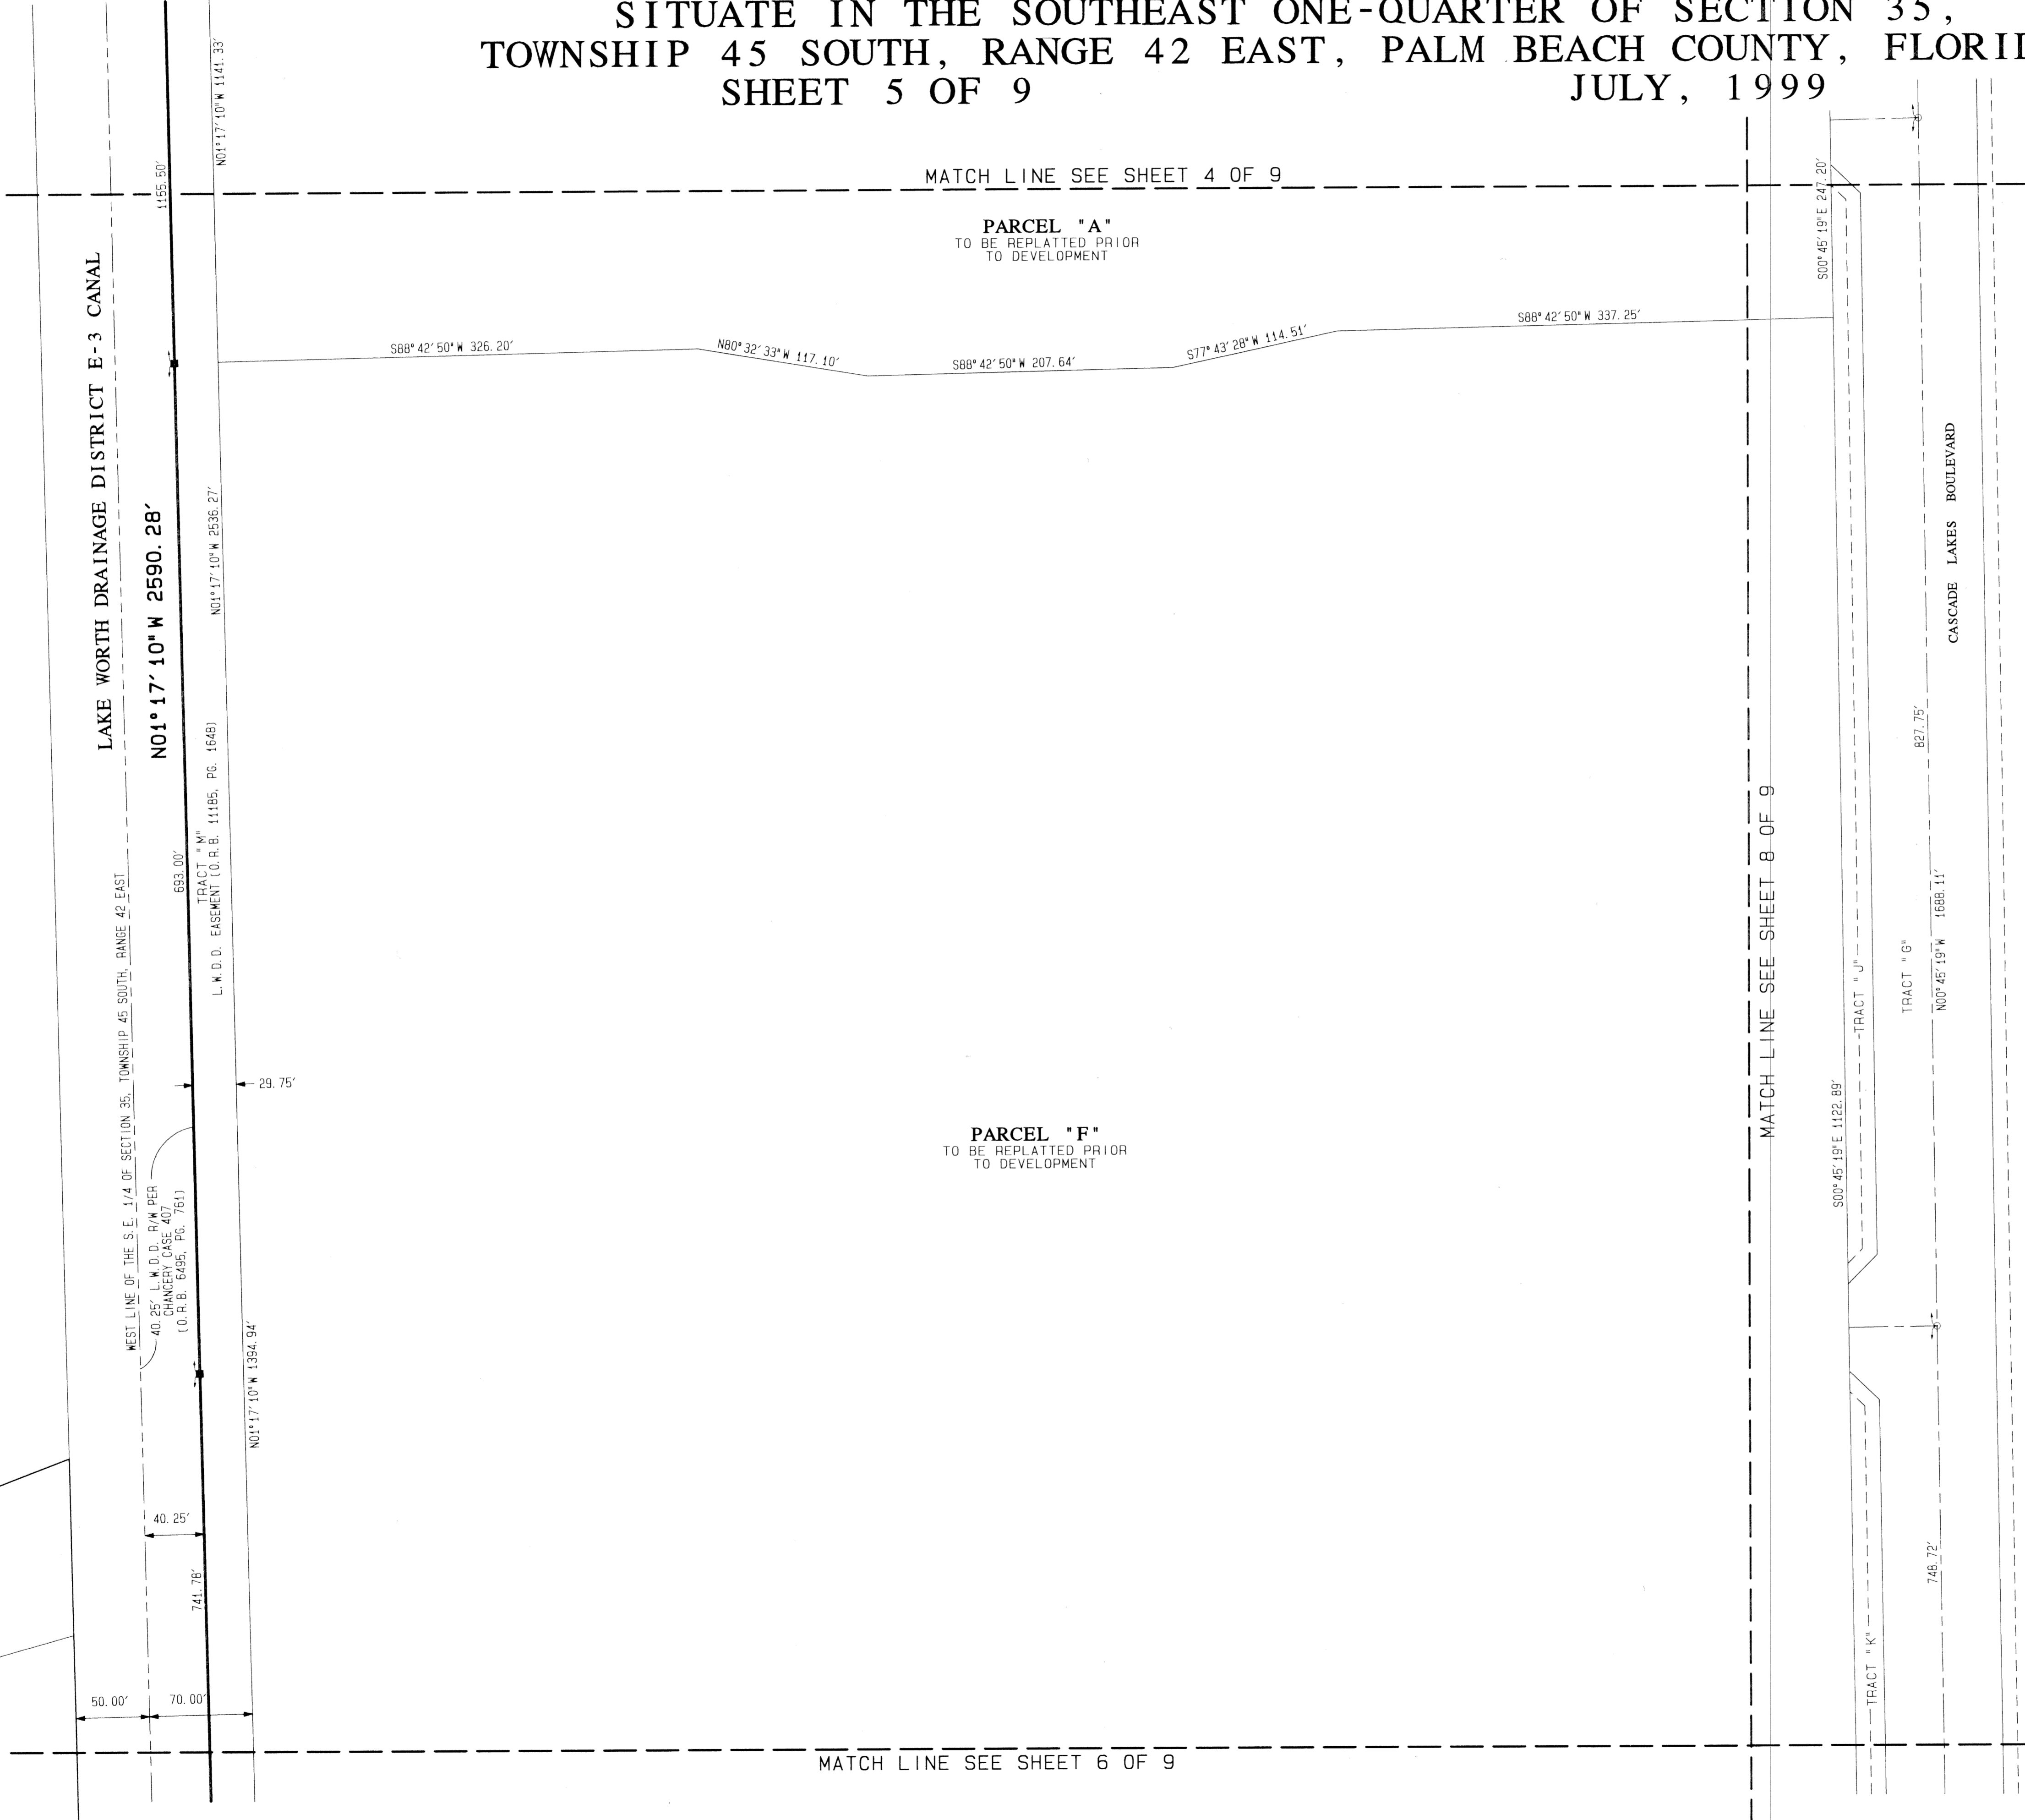 SITUATE IN THE SOUTHEAST ONE-QUARTER OF SECTION 35,
TOWNSHIP 45 SOUTH, RANGE 42 EAST, PALM BEACH COUNTY, FLORI
SHEET 5 OF 9
JULY, 1999
MATCH LINE SEE SHEET 4 OF 9
PARCEL "A"
TO BE REPLATTED PRIOR
TO DEVELOPMENT
N01°17'10"W 1141.33'
1155.50'
S00°45'19"E 247.20'
S88°42'50"W 326.20'
N80°32'33"W 117.10'
S88°42'50"W 207.64'
S77°43'28"W 114.51'
S88°42'50"W 337.25'
LAKE WORTH DRAINAGE DISTRICT E-3 CANAL
N01°17'10"W 2590.28'
N01°17'10"W 2536.27'
693.00'
TRACT "M"
L.W.D.D. EASEMENT [O.R.B. 11185, PG. 1648]
WEST LINE OF THE S.E. 1/4 OF SECTION 35, TOWNSHIP 45 SOUTH, RANGE 42 EAST
29.75'
40.25' L.W.D.D. R/W PER
CHANCERY CASE 407
[O.R.B. 6495, PG. 761]
N01°17'10"W 1394.94'
40.25'
741.78'
50.00'
70.00'
PARCEL "F"
TO BE REPLATTED PRIOR
TO DEVELOPMENT
MATCH LINE SEE SHEET 8 OF 9
S00°45'19"E 1122.89'
TRACT "J"
TRACT "G"
827.75'
CASCADE LAKES BOULEVARD
N00°45'19"W 1688.11'
748.72'
TRACT "K"
MATCH LINE SEE SHEET 6 OF 9